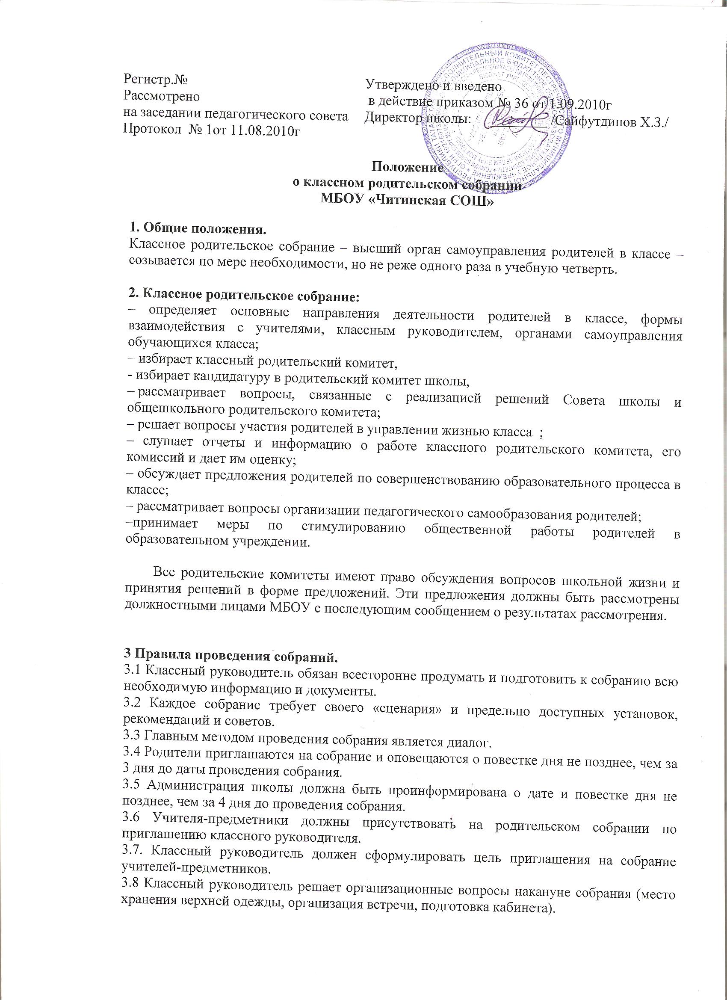 Регистр.№
Рассмотрено
на заседании педагогического совета
Протокол  № 1от 11.08.2010г
Утверждено и введено
в действие приказом № 36 от 1.09.2010г
Директор школы: ________ /Сайфутдинов Х.З./
Положение
о классном родительском собрании
МБОУ «Читинская СОШ»
1. Общие положения.
Классное родительское собрание – высший орган самоуправления родителей в классе –
созывается по мере необходимости, но не реже одного раза в учебную четверть.
2. Классное родительское собрание:
– определяет основные направления деятельности родителей в классе, формы
взаимодействия с учителями, классным руководителем, органами самоуправления
обучающихся класса;
– избирает классный родительский комитет,
- избирает кандидатуру в родительский комитет школы,
– рассматривает вопросы, связанные с реализацией решений Совета школы и
общешкольного родительского комитета;
– решает вопросы участия родителей в управлении жизнью класса  ;
– слушает отчеты и информацию о работе классного родительского комитета, его
комиссий и дает им оценку;
– обсуждает предложения родителей по совершенствованию образовательного процесса в
классе;
– рассматривает вопросы организации педагогического самообразования родителей;
–принимает меры по стимулированию общественной работы родителей в
образовательном учреждении.
Все родительские комитеты имеют право обсуждения вопросов школьной жизни и
принятия решений в форме предложений. Эти предложения должны быть рассмотрены
должностными лицами МБОУ с последующим сообщением о результатах рассмотрения.
3 Правила проведения собраний.
3.1 Классный руководитель обязан всесторонне продумать и подготовить к собранию всю
необходимую информацию и документы.
3.2 Каждое собрание требует своего «сценария» и предельно доступных установок,
рекомендаций и советов.
3.3 Главным методом проведения собрания является диалог.
3.4 Родители приглашаются на собрание и оповещаются о повестке дня не позднее, чем за
3 дня до даты проведения собрания.
3.5 Администрация школы должна быть проинформирована о дате и повестке дня не
позднее, чем за 4 дня до проведения собрания.
3.6 Учителя-предметники должны присутствовать на родительском собрании по
приглашению классного руководителя.
3.7. Классный руководитель должен сформулировать цель приглашения на собрание
учителей-предметников.
3.8 Классный руководитель решает организационные вопросы накануне собрания (место
хранения верхней одежды, организация встречи, подготовка кабинета).